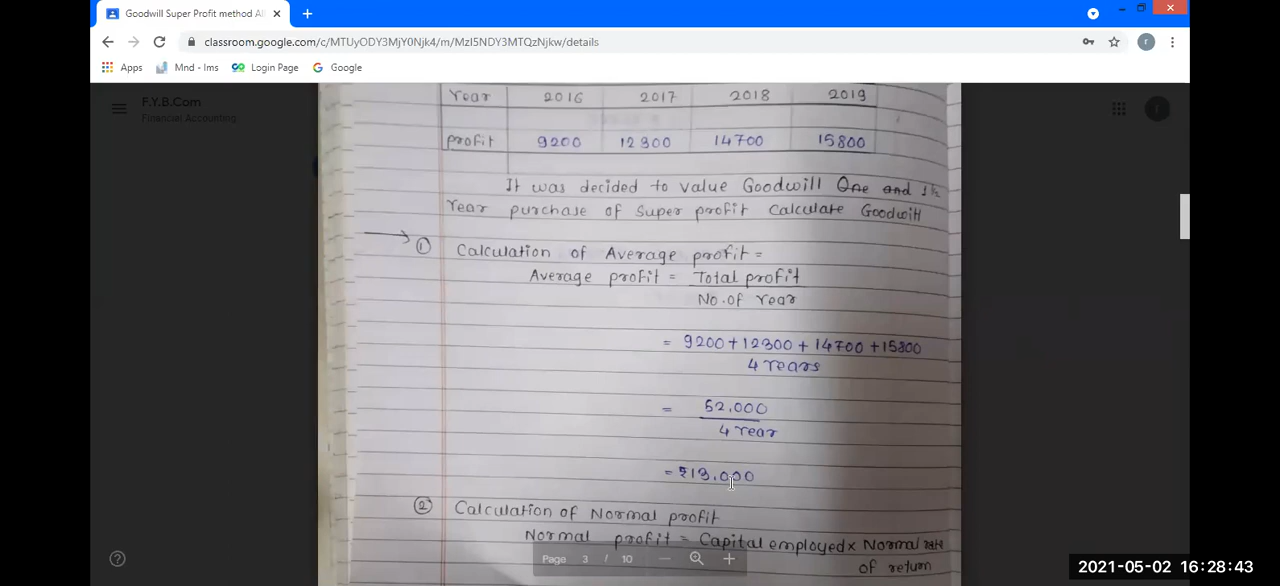 Goodwill Super Profit method Al
classroom.google.com/c/MTUyODY3MjY0Njk4/m/MzI5NDY3MTQzNjkw/details
Apps Mnd - Ims Login Page Google
F.Y.B.Com
Financial Accounting
Year 2016 2017 2018 2019
profit 9200 12300 14700 15800
It was decided to value Goodwill One and 1½
Year purchase of Super profit Calculate Goodwill
① Calculation of Average profit =
Average profit = Total profit
No. of Year
= 9200 + 12300 + 14700 + 15800
4 Years
= 52,000
4 Year
= ₹13,000
② Calculation of Normal profit
Normal profit = Capital employed x Normal rate
of return
Page 3 / 10
2021-05-02 16:28:43